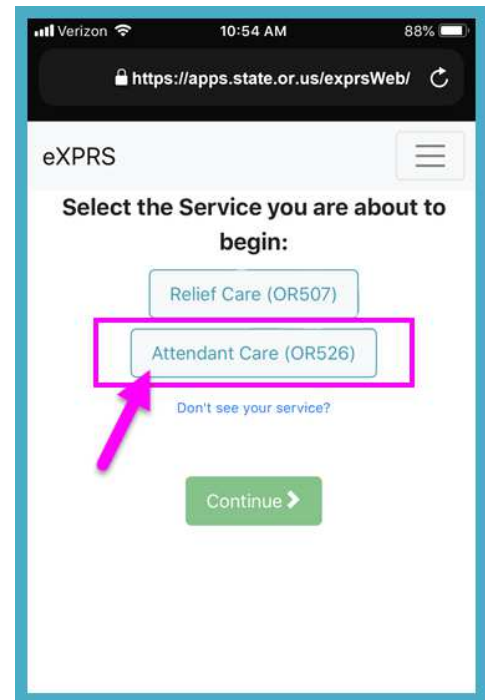 Verizon 10:54 AM 88%
https://apps.state.or.us/exprsWeb/
eXPRS
Select the Service you are about to
begin:
Relief Care (OR507)
Attendant Care (OR526)
Don't see your service?
Continue